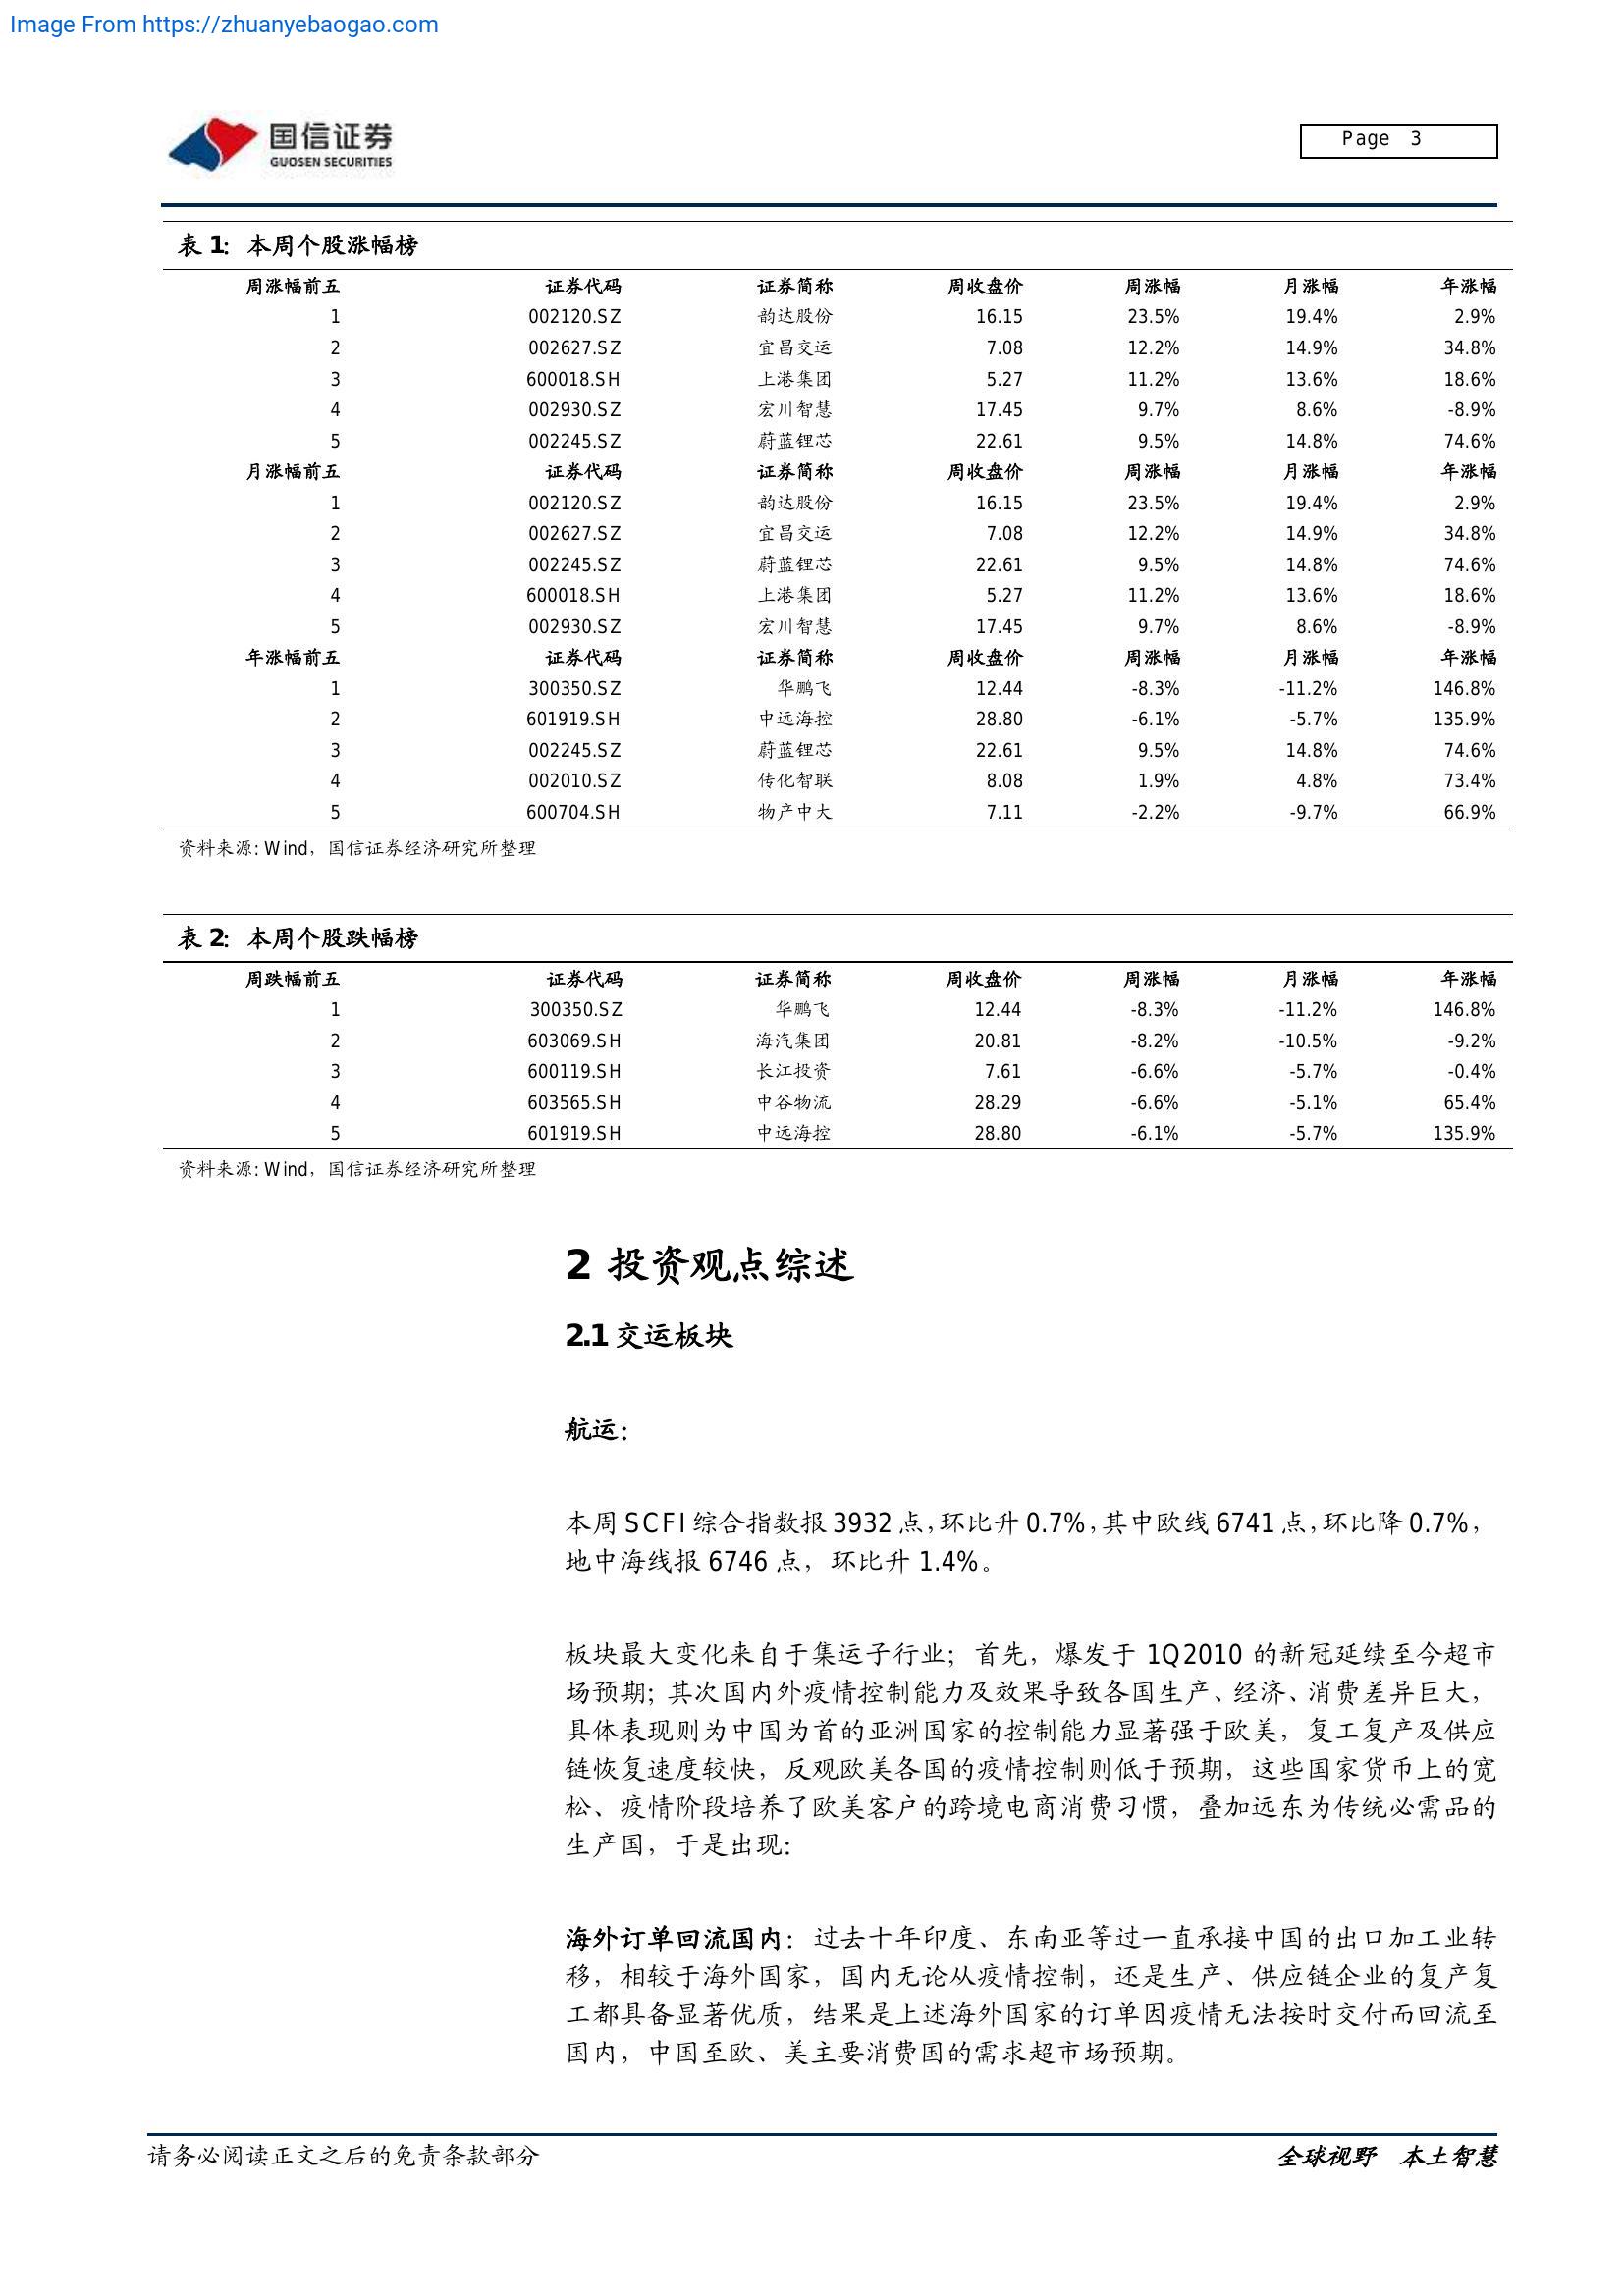 Image From https://zhuanyebaogao.com
国信证券
GUOSEN SECURITIES
Page 3
表 1: 本周个股涨幅榜
周涨幅前五 证券代码 证券简称 周收盘价 周涨幅 月涨幅 年涨幅
1 002120.SZ 韵达股份 16.15 23.5% 19.4% 2.9%
2 002627.SZ 宜昌交运 7.08 12.2% 14.9% 34.8%
3 600018.SH 上港集团 5.27 11.2% 13.6% 18.6%
4 002930.SZ 宏川智慧 17.45 9.7% 8.6% -8.9%
5 002245.SZ 蔚蓝锂芯 22.61 9.5% 14.8% 74.6%
月涨幅前五 证券代码 证券简称 周收盘价 周涨幅 月涨幅 年涨幅
1 002120.SZ 韵达股份 16.15 23.5% 19.4% 2.9%
2 002627.SZ 宜昌交运 7.08 12.2% 14.9% 34.8%
3 002245.SZ 蔚蓝锂芯 22.61 9.5% 14.8% 74.6%
4 600018.SH 上港集团 5.27 11.2% 13.6% 18.6%
5 002930.SZ 宏川智慧 17.45 9.7% 8.6% -8.9%
年涨幅前五 证券代码 证券简称 周收盘价 周涨幅 月涨幅 年涨幅
1 300350.SZ 华鹏飞 12.44 -8.3% -11.2% 146.8%
2 601919.SH 中远海控 28.80 -6.1% -5.7% 135.9%
3 002245.SZ 蔚蓝锂芯 22.61 9.5% 14.8% 74.6%
4 002010.SZ 传化智联 8.08 1.9% 4.8% 73.4%
5 600704.SH 物产中大 7.11 -2.2% -9.7% 66.9%
资料来源: Wind，国信证券经济研究所整理
表 2: 本周个股跌幅榜
周跌幅前五 证券代码 证券简称 周收盘价 周涨幅 月涨幅 年涨幅
1 300350.SZ 华鹏飞 12.44 -8.3% -11.2% 146.8%
2 603069.SH 海汽集团 20.81 -8.2% -10.5% -9.2%
3 600119.SH 长江投资 7.61 -6.6% -5.7% -0.4%
4 603565.SH 中谷物流 28.29 -6.6% -5.1% 65.4%
5 601919.SH 中远海控 28.80 -6.1% -5.7% 135.9%
资料来源: Wind，国信证券经济研究所整理
2 投资观点综述
2.1 交运板块
航运：
本周 SCFI 综合指数报 3932 点，环比升 0.7%，其中欧线 6741 点，环比降 0.7%，
地中海线报 6746 点，环比升 1.4%。
板块最大变化来自于集运子行业；首先，爆发于 1Q2010 的新冠延续至今超市
场预期；其次国内外疫情控制能力及效果导致各国生产、经济、消费差异巨大，
具体表现则为中国为首的亚洲国家的控制能力显著强于欧美，复工复产及供应
链恢复速度较快，反观欧美各国的疫情控制则低于预期，这些国家货币上的宽
松、疫情阶段培养了欧美客户的跨境电商消费习惯，叠加远东为传统必需品的
生产国，于是出现：
海外订单回流国内：过去十年印度、东南亚等过一直承接中国的出口加工业转
移，相较于海外国家，国内无论从疫情控制，还是生产、供应链企业的复产复
工都具备显著优质，结果是上述海外国家的订单因疫情无法按时交付而回流至
国内，中国至欧、美主要消费国的需求超市场预期。
请务必阅读正文之后的免责条款部分
全球视野 本土智慧